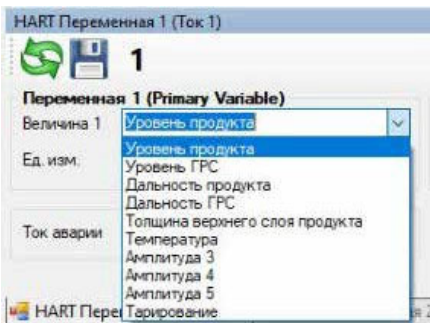 HART Переменная 1 (Ток 1)
1
Переменная 1 (Primary Variable)
Величина 1 Уровень продукта
Ед. изм.
Уровень продукта
Уровень ГРС
Дальность продукта
Дальность ГРС
Толщина верхнего слоя продукта
Ток аварии
Температура
Амплитуда 3
Амплитуда 4
Амплитуда 5
Тарирование
HART Пере